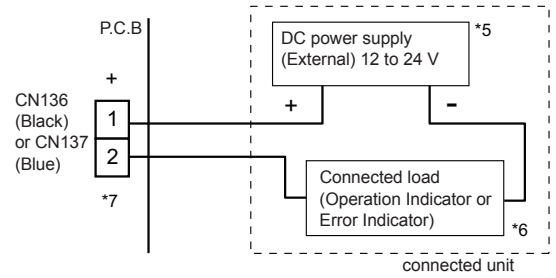 P.C.B
+
CN136
(Black)
or CN137
(Blue)
1
2
*7
DC power supply
(External) 12 to 24 V
*5
+
-
Connected load
(Operation Indicator or
Error Indicator)
*6
connected unit